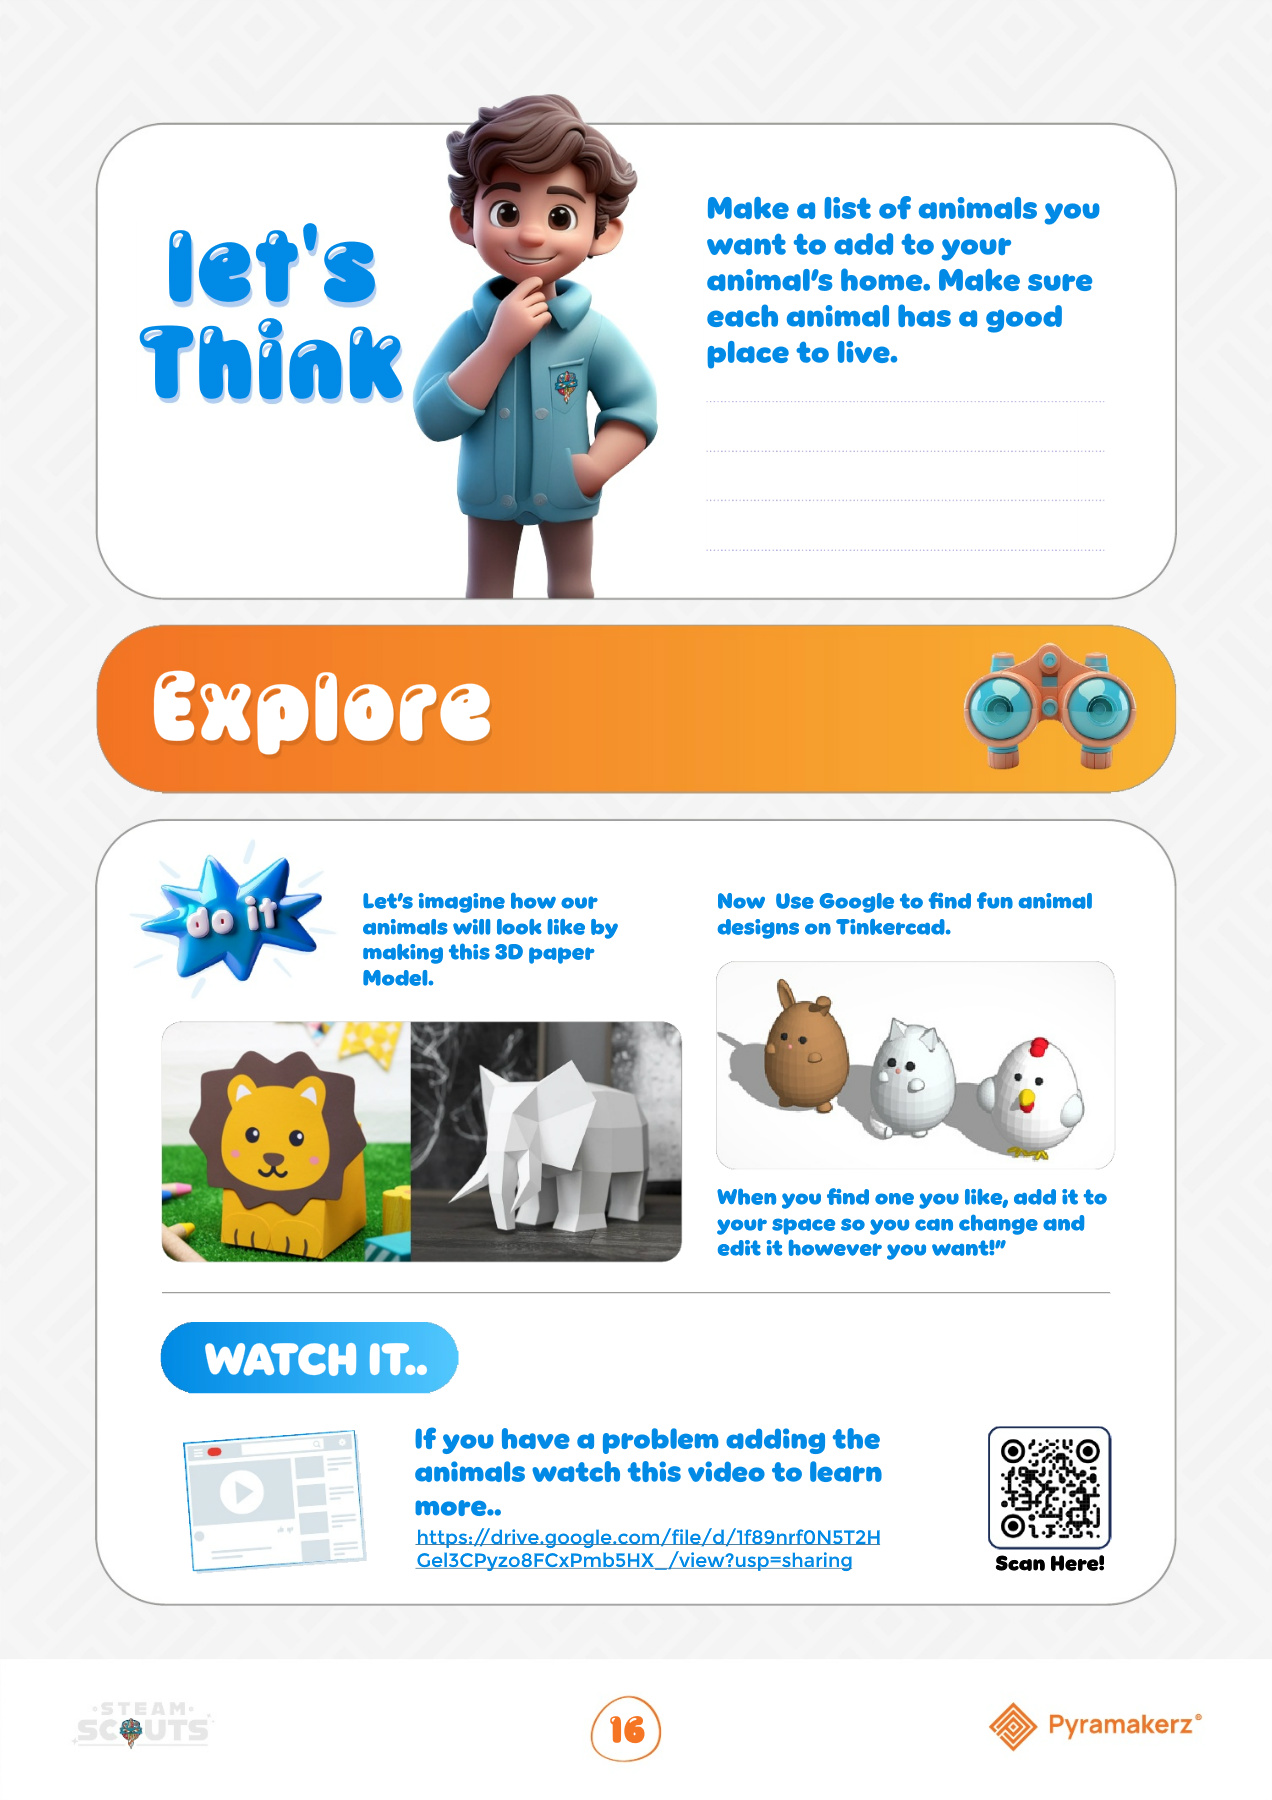 let's
Think
Make a list of animals you
want to add to your
animal's home. Make sure
each animal has a good
place to live.
Explore
do it
Let's imagine how our
animals will look like by
making this 3D paper
Model.
Now  Use Google to find fun animal
designs on Tinkercad.
When you find one you like, add it to
your space so you can change and
edit it however you want!”
WATCH IT..
If you have a problem adding the
animals watch this video to learn
more..
https://drive.google.com/file/d/1f89nrf0N5T2H
Gel3CPyzo8FCxPmb5HX_/view?usp=sharing
Scan Here!
STEAM
SCOUTS
16
Pyramakerz®